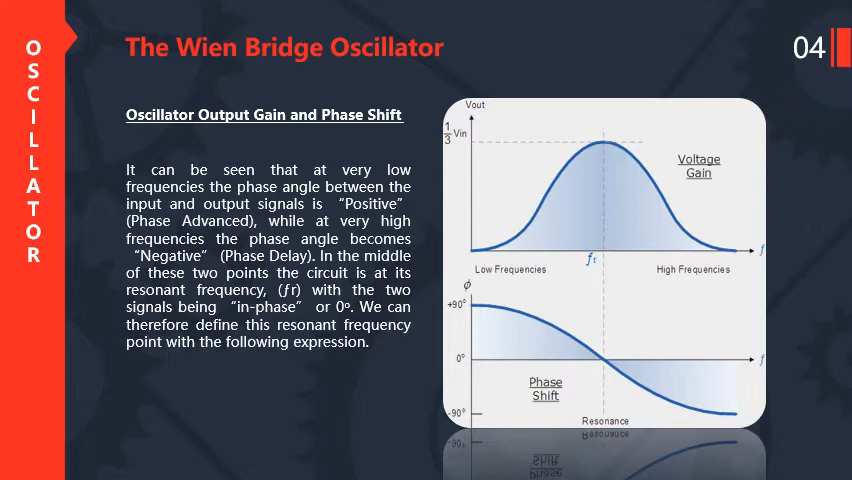 OSCILLATOR
The Wien Bridge Oscillator
04
Oscillator Output Gain and Phase Shift
It can be seen that at very low
frequencies the phase angle between the
input and output signals is “Positive”
(Phase Advanced), while at very high
frequencies the phase angle becomes
“Negative” (Phase Delay). In the middle
of these two points the circuit is at its
resonant frequency, (ƒr) with the two
signals being “in-phase” or 0º. We can
therefore define this resonant frequency
point with the following expression.
Vout
1/3 Vin
Voltage
Gain
f
fr
Low Frequencies
High Frequencies
ϕ
+90°
0°
f
Phase
Shift
-90°
Resonance